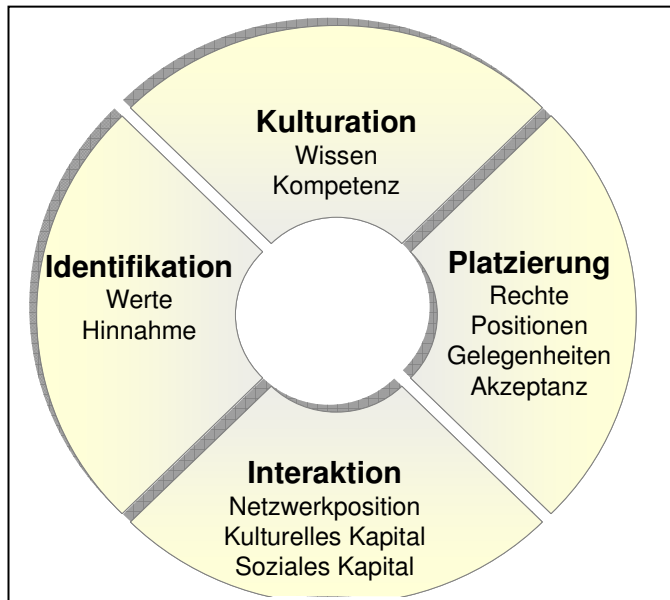 Kulturation
Wissen
Kompetenz
Identifikation
Werte
Hinnahme
Platzierung
Rechte
Positionen
Gelegenheiten
Akzeptanz
Interaktion
Netzwerkposition
Kulturelles Kapital
Soziales Kapital